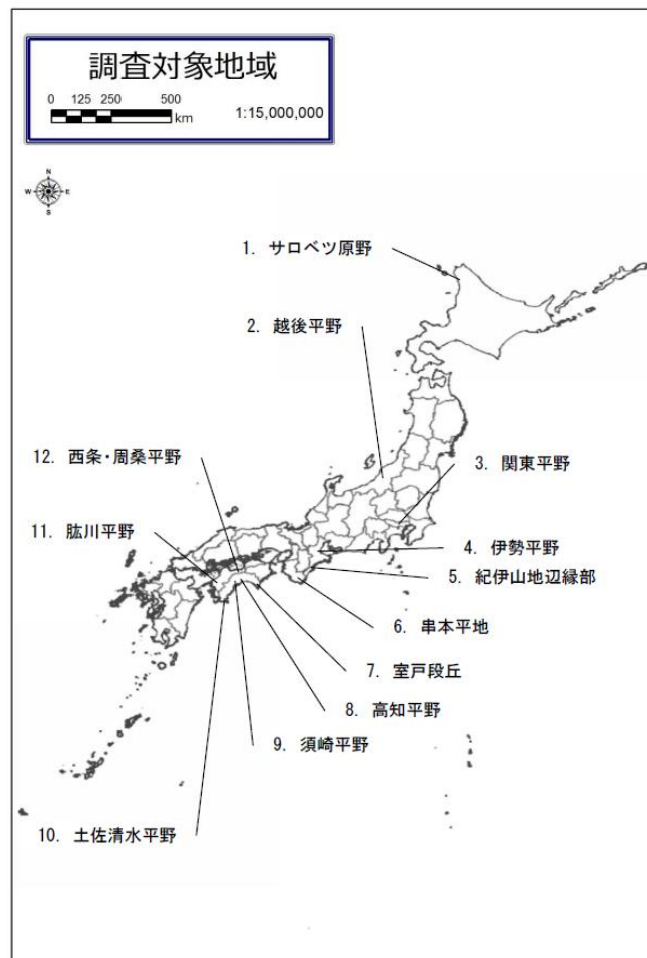 調査対象地域
0 125 250 500
km
1:15,000,000
N
W E
S
1. サロベツ原野
2. 越後平野
12. 西条・周桑平野
3. 関東平野
11. 肱川平野
4. 伊勢平野
5. 紀伊山地辺縁部
6. 串本平地
7. 室戸段丘
8. 高知平野
9. 須崎平野
10. 土佐清水平野